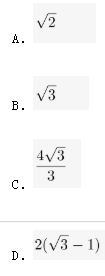 A. √2
B. √3
C. 4√3/3
D. 2(√3 − 1)